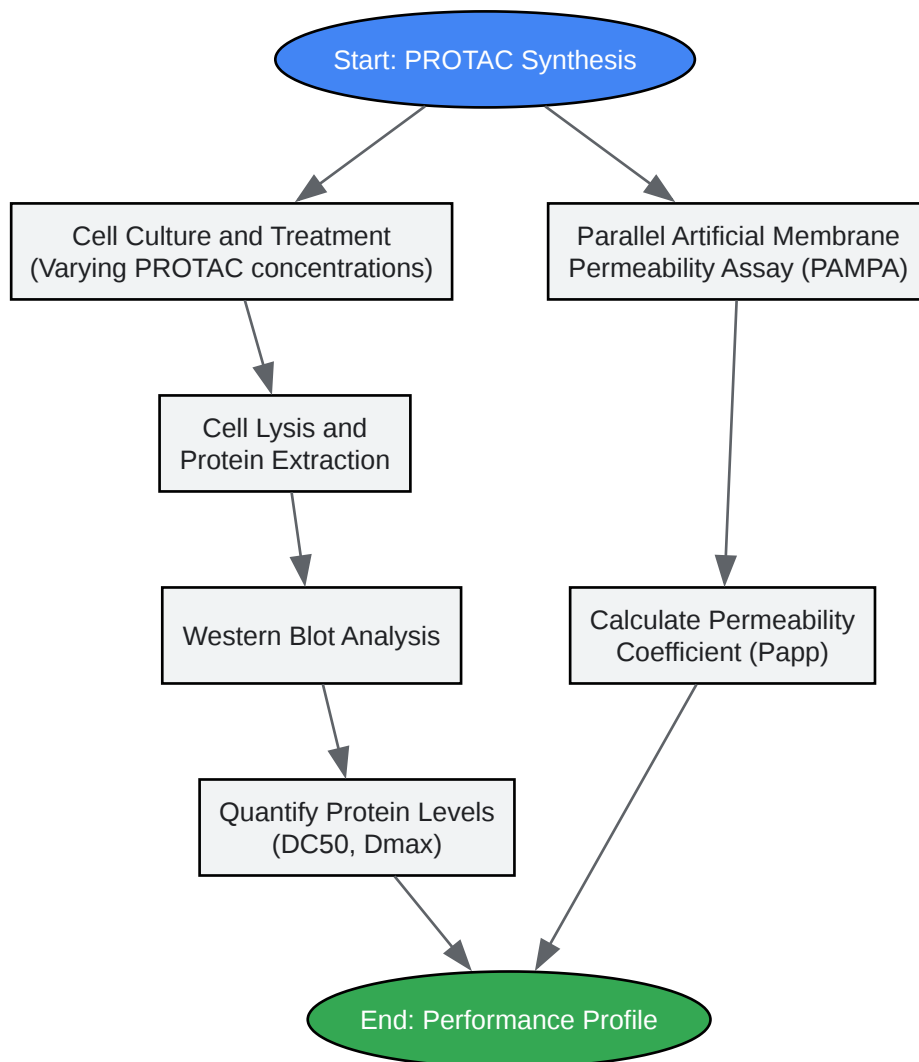 Start: PROTAC Synthesis
Cell Culture and Treatment
(Varying PROTAC concentrations)
Parallel Artificial Membrane
Permeability Assay (PAMPA)
Cell Lysis and
Protein Extraction
Western Blot Analysis
Calculate Permeability
Coefficient (Papp)
Quantify Protein Levels
(DC50, Dmax)
End: Performance Profile